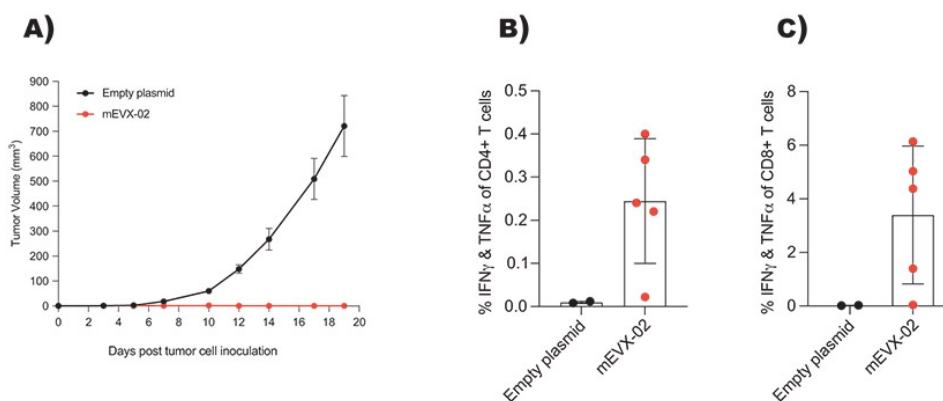 A)
B)
C)
900
800
700
600
500
400
300
200
100
0
Tumor Volume (mm³)
Empty plasmid
mEVX-02
0 2 4 6 8 10 12 14 16 18 20
Days post tumor cell inoculation
% IFNγ & TNFα of CD4+ T cells
0.5
0.4
0.3
0.2
0.1
0.0
Empty plasmid
mEVX-02
% IFNγ & TNFα of CD8+ T cells
8
6
4
2
0
Empty plasmid
mEVX-02